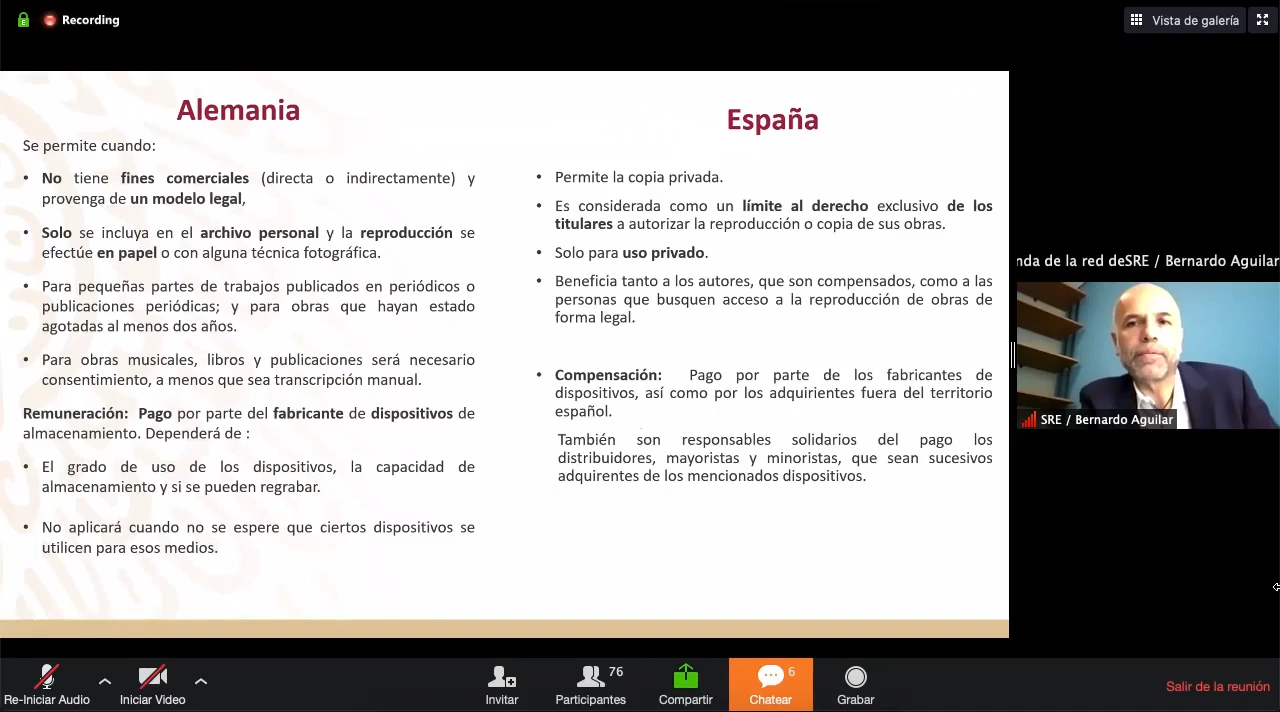 Recording
Vista de galería
Alemania
Se permite cuando:
• No tiene fines comerciales (directa o indirectamente) y
provenga de un modelo legal,
• Solo se incluya en el archivo personal y la reproducción se
efectúe en papel o con alguna técnica fotográfica.
• Para pequeñas partes de trabajos publicados en periódicos o
publicaciones periódicas; y para obras que hayan estado
agotadas al menos dos años.
• Para obras musicales, libros y publicaciones será necesario
consentimiento, a menos que sea transcripción manual.
Remuneración: Pago por parte del fabricante de dispositivos de
almacenamiento. Dependerá de :
• El grado de uso de los dispositivos, la capacidad de
almacenamiento y si se pueden regrabar.
• No aplicará cuando no se espere que ciertos dispositivos se
utilicen para esos medios.
España
• Permite la copia privada.
• Es considerada como un límite al derecho exclusivo de los
titulares a autorizar la reproducción o copia de sus obras.
• Solo para uso privado.
• Beneficia tanto a los autores, que son compensados, como a las
personas que busquen acceso a la reproducción de obras de
forma legal.
• Compensación: Pago por parte de los fabricantes de
dispositivos, así como por los adquirientes fuera del territorio
español.
También son responsables solidarios del pago los
distribuidores, mayoristas y minoristas, que sean sucesivos
adquirentes de los mencionados dispositivos.
nda de la red deSRE / Bernardo Aguilar
SRE / Bernardo Aguilar
Re-Iniciar Audio
Iniciar Video
Invitar
76
Participantes
Compartir
6
Chatear
Grabar
Salir de la reunión